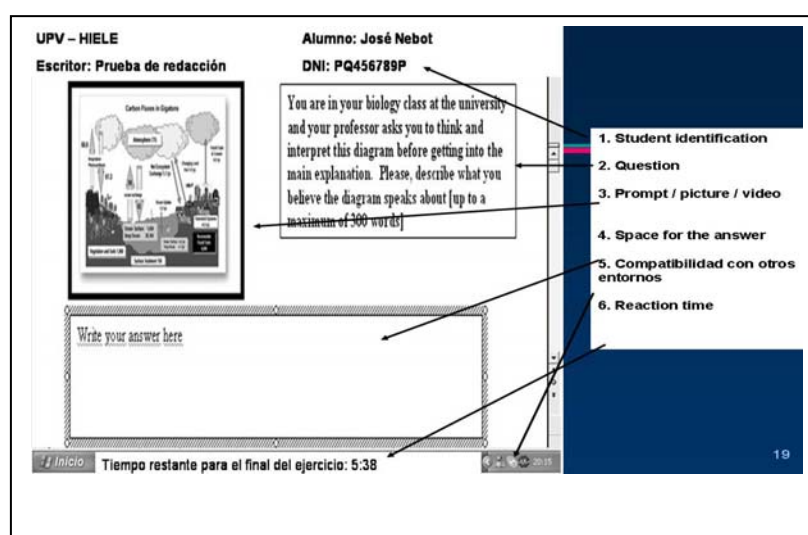 UPV – HIELE
Alumno: José Nebot
Escritor: Prueba de redacción
DNI: PQ456789P
Carbon Fluxes in Gigatons
You are in your biology class at the university
and your professor asks you to think and
interpret this diagram before getting into the
main explanation. Please, describe what you
believe the diagram speaks about [up to a
maximum of 300 words]
Write your answer here
1. Student identification
2. Question
3. Prompt / picture / video
4. Space for the answer
5. Compatibilidad con otros
entornos
6. Reaction time
Inicio
Tiempo restante para el final del ejercicio: 5:38
20:15
19